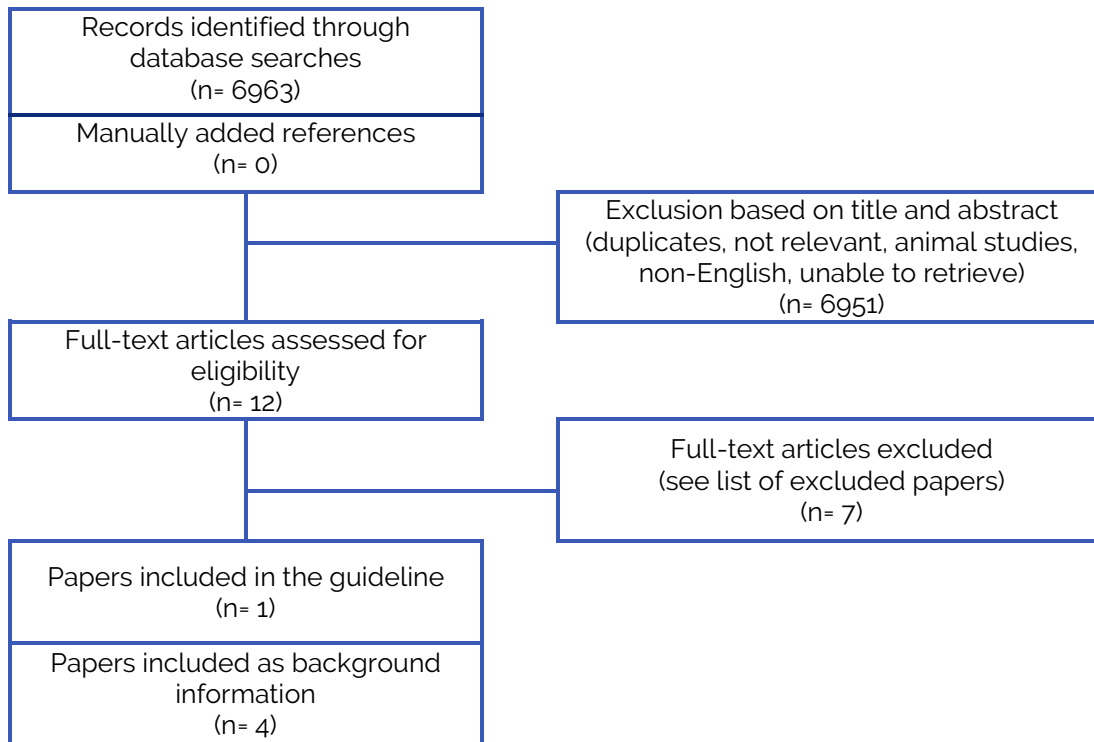 Records identified through
database searches
(n= 6963)
Manually added references
(n= 0)
Exclusion based on title and abstract
(duplicates, not relevant, animal studies,
non-English, unable to retrieve)
(n= 6951)
Full-text articles assessed for
eligibility
(n= 12)
Full-text articles excluded
(see list of excluded papers)
(n= 7)
Papers included in the guideline
(n= 1)
Papers included as background
information
(n= 4)